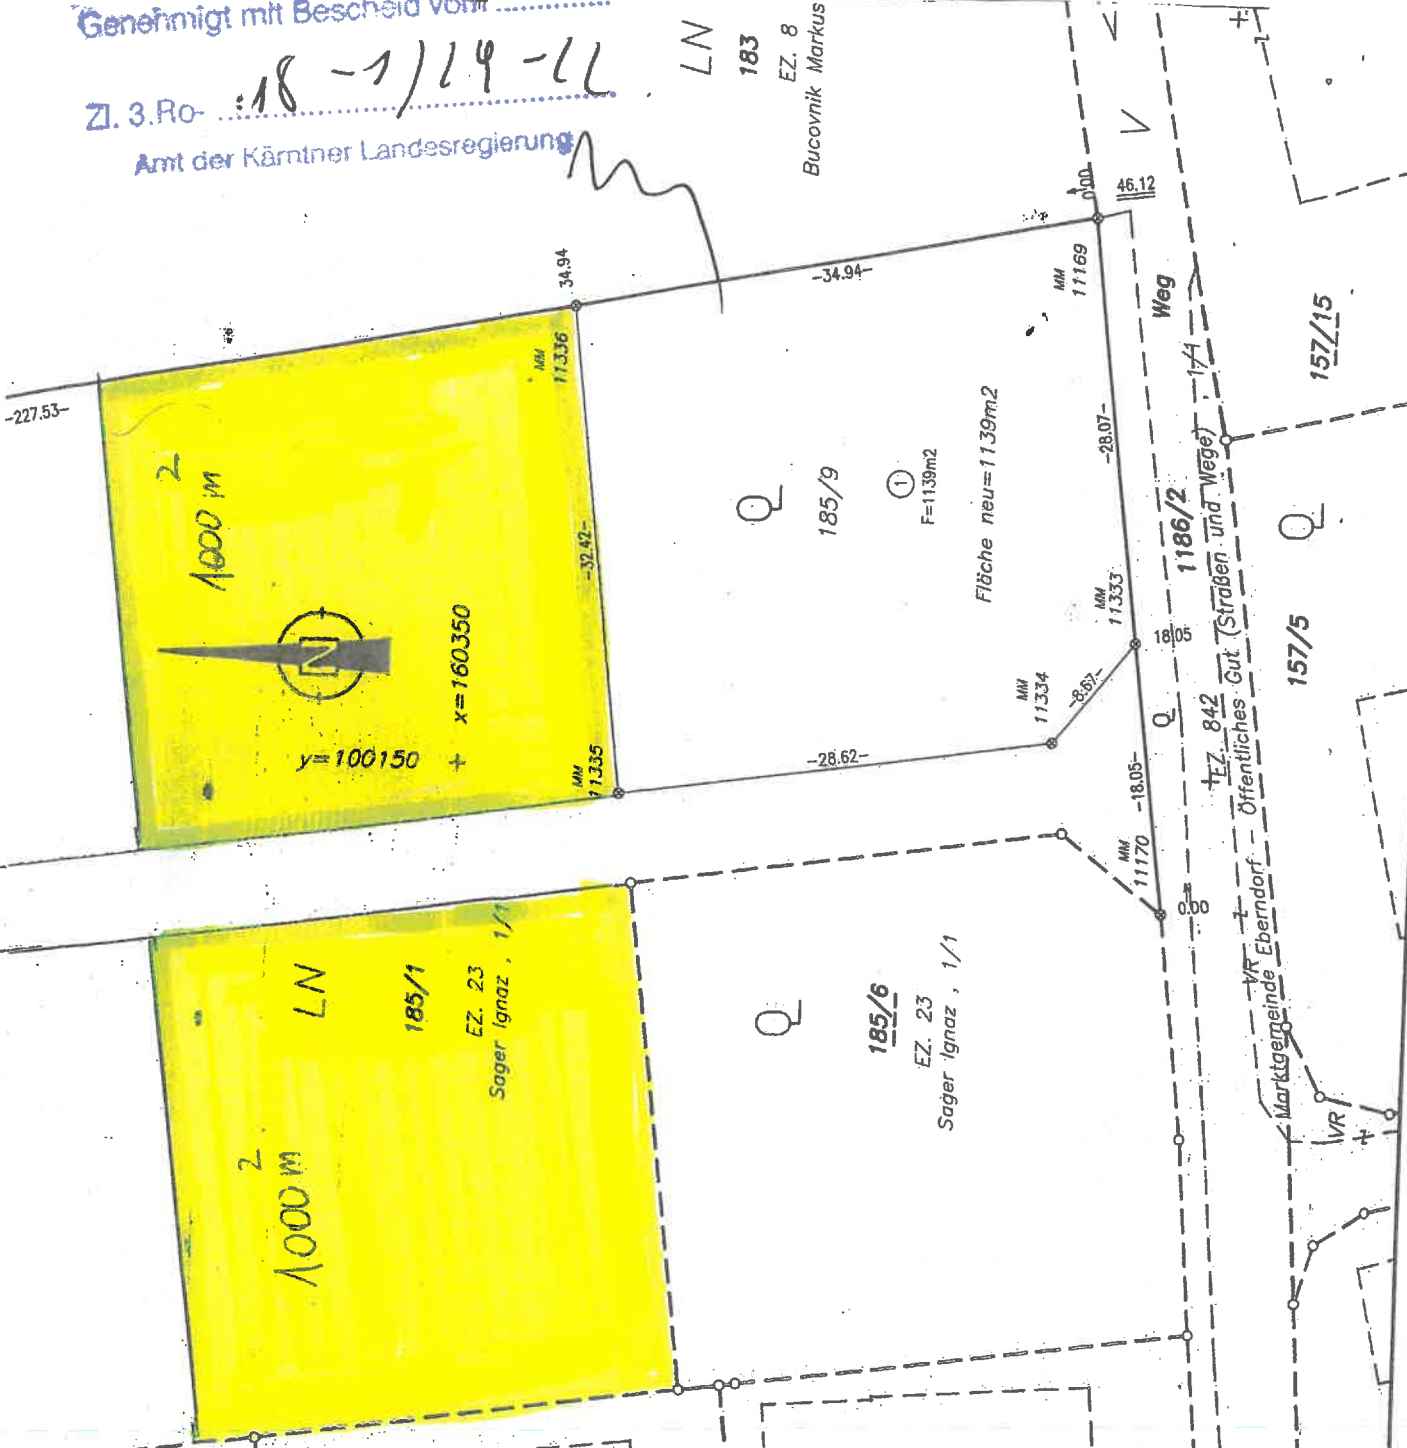 Genehmigt mit Bescheid vom
Zl. 3.Ro-
Amt der Kärntner Landesregierung
LN
183
EZ. 8
Bucovnik Markus
V
0.00
46.12
-227.53-
34.94
-34.94-
MM
11336
MM
11169
1000 m
2
-32.42-
N
y=100150
x=160350
MM
11335
Q
185/9
1
F=1139m2
Fläche neu=1139m2
-28.07-
MM
11333
18.05
MM
11334
-8.67-
-28.62-
-18.05-
MM
11170
0.00
Weg
1186/2
EZ. 842
Marktgemeinde Eberndorf - Öffentliches Gut (Straßen und Wege) 1/1
Q
157/15
Q
157/5
LN
185/1
EZ. 23
Sager Ignaz , 1/1
1000 m
2
Q
185/6
EZ. 23
Sager Ignaz , 1/1
VR
VR